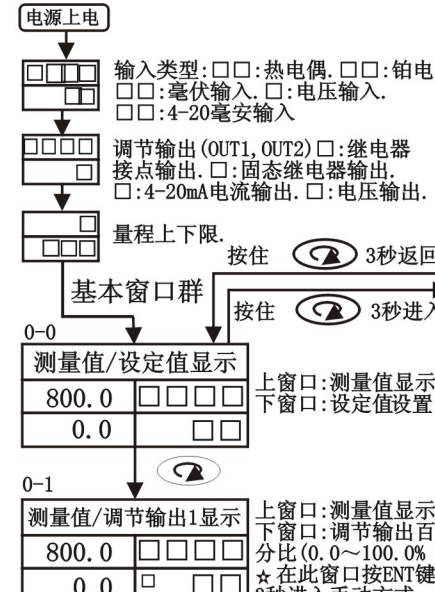 电源上电
□□□□
□□
输入类型:□□:热电偶.□□:铂电
□□:毫伏输入.□:电压输入.
□□:4-20毫安输入
□□□□
□
调节输出(OUT1,OUT2)□:继电器
接点输出.□:固态继电器输出.
□:4-20mA电流输出.□:电压输出.
□
□□□
量程上下限.
按住 3秒返回
基本窗口群
按住 3秒进入
0-0
测量值/设定值显示
800.0 □□□□
0.0 □□
上窗口:测量值显示
下窗口:设定值设置
0-1
测量值/调节输出1显示
800.0 □□□□
0.0 □ □□
上窗口:测量值显示
下窗口:调节输出百
分比(0.0～100.0%
☆在此窗口按ENT键
3秒进入手动方式